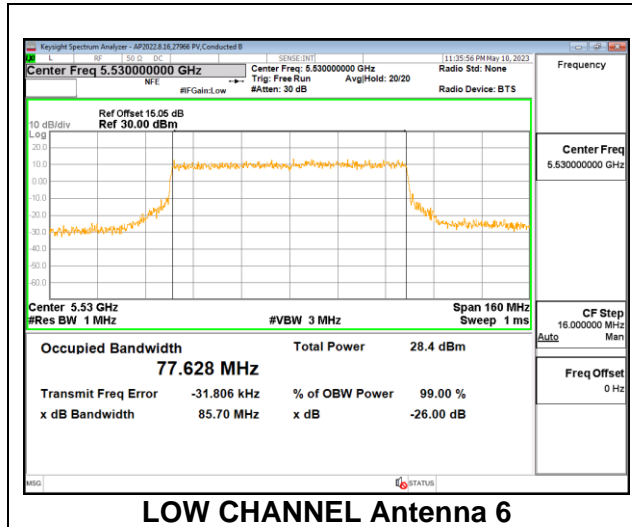 Keysight Spectrum Analyzer - AP2022.8.16,27966 PV,Conducted B
L RF 50 Ω DC SENSE:INT 11:35:56 PM May 10, 2023
Center Freq 5.530000000 GHz Center Freq: 5.530000000 GHz Radio Std: None Frequency
NFE Trig: Free Run Avg|Hold: 20/20
#IFGain:Low #Atten: 30 dB Radio Device: BTS
Ref Offset 15.05 dB
10 dB/div Ref 30.00 dBm
Log
20.0
10.0
0.00
-10.0
-20.0
-30.0
-40.0
-50.0
-60.0
Center Freq
5.530000000 GHz
Center 5.53 GHz Span 160 MHz
#Res BW 1 MHz #VBW 3 MHz Sweep 1 ms
CF Step
16.000000 MHz
Auto Man
Occupied Bandwidth Total Power 28.4 dBm
77.628 MHz
Freq Offset
0 Hz
Transmit Freq Error -31.806 kHz % of OBW Power 99.00 %
x dB Bandwidth 85.70 MHz x dB -26.00 dB
MSG STATUS
LOW CHANNEL Antenna 6